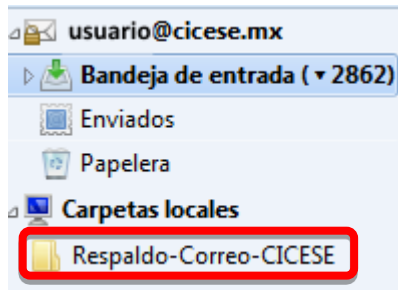 usuario@cicese.mx
Bandeja de entrada (▾ 2862)
Enviados
Papelera
Carpetas locales
Respaldo-Correo-CICESE